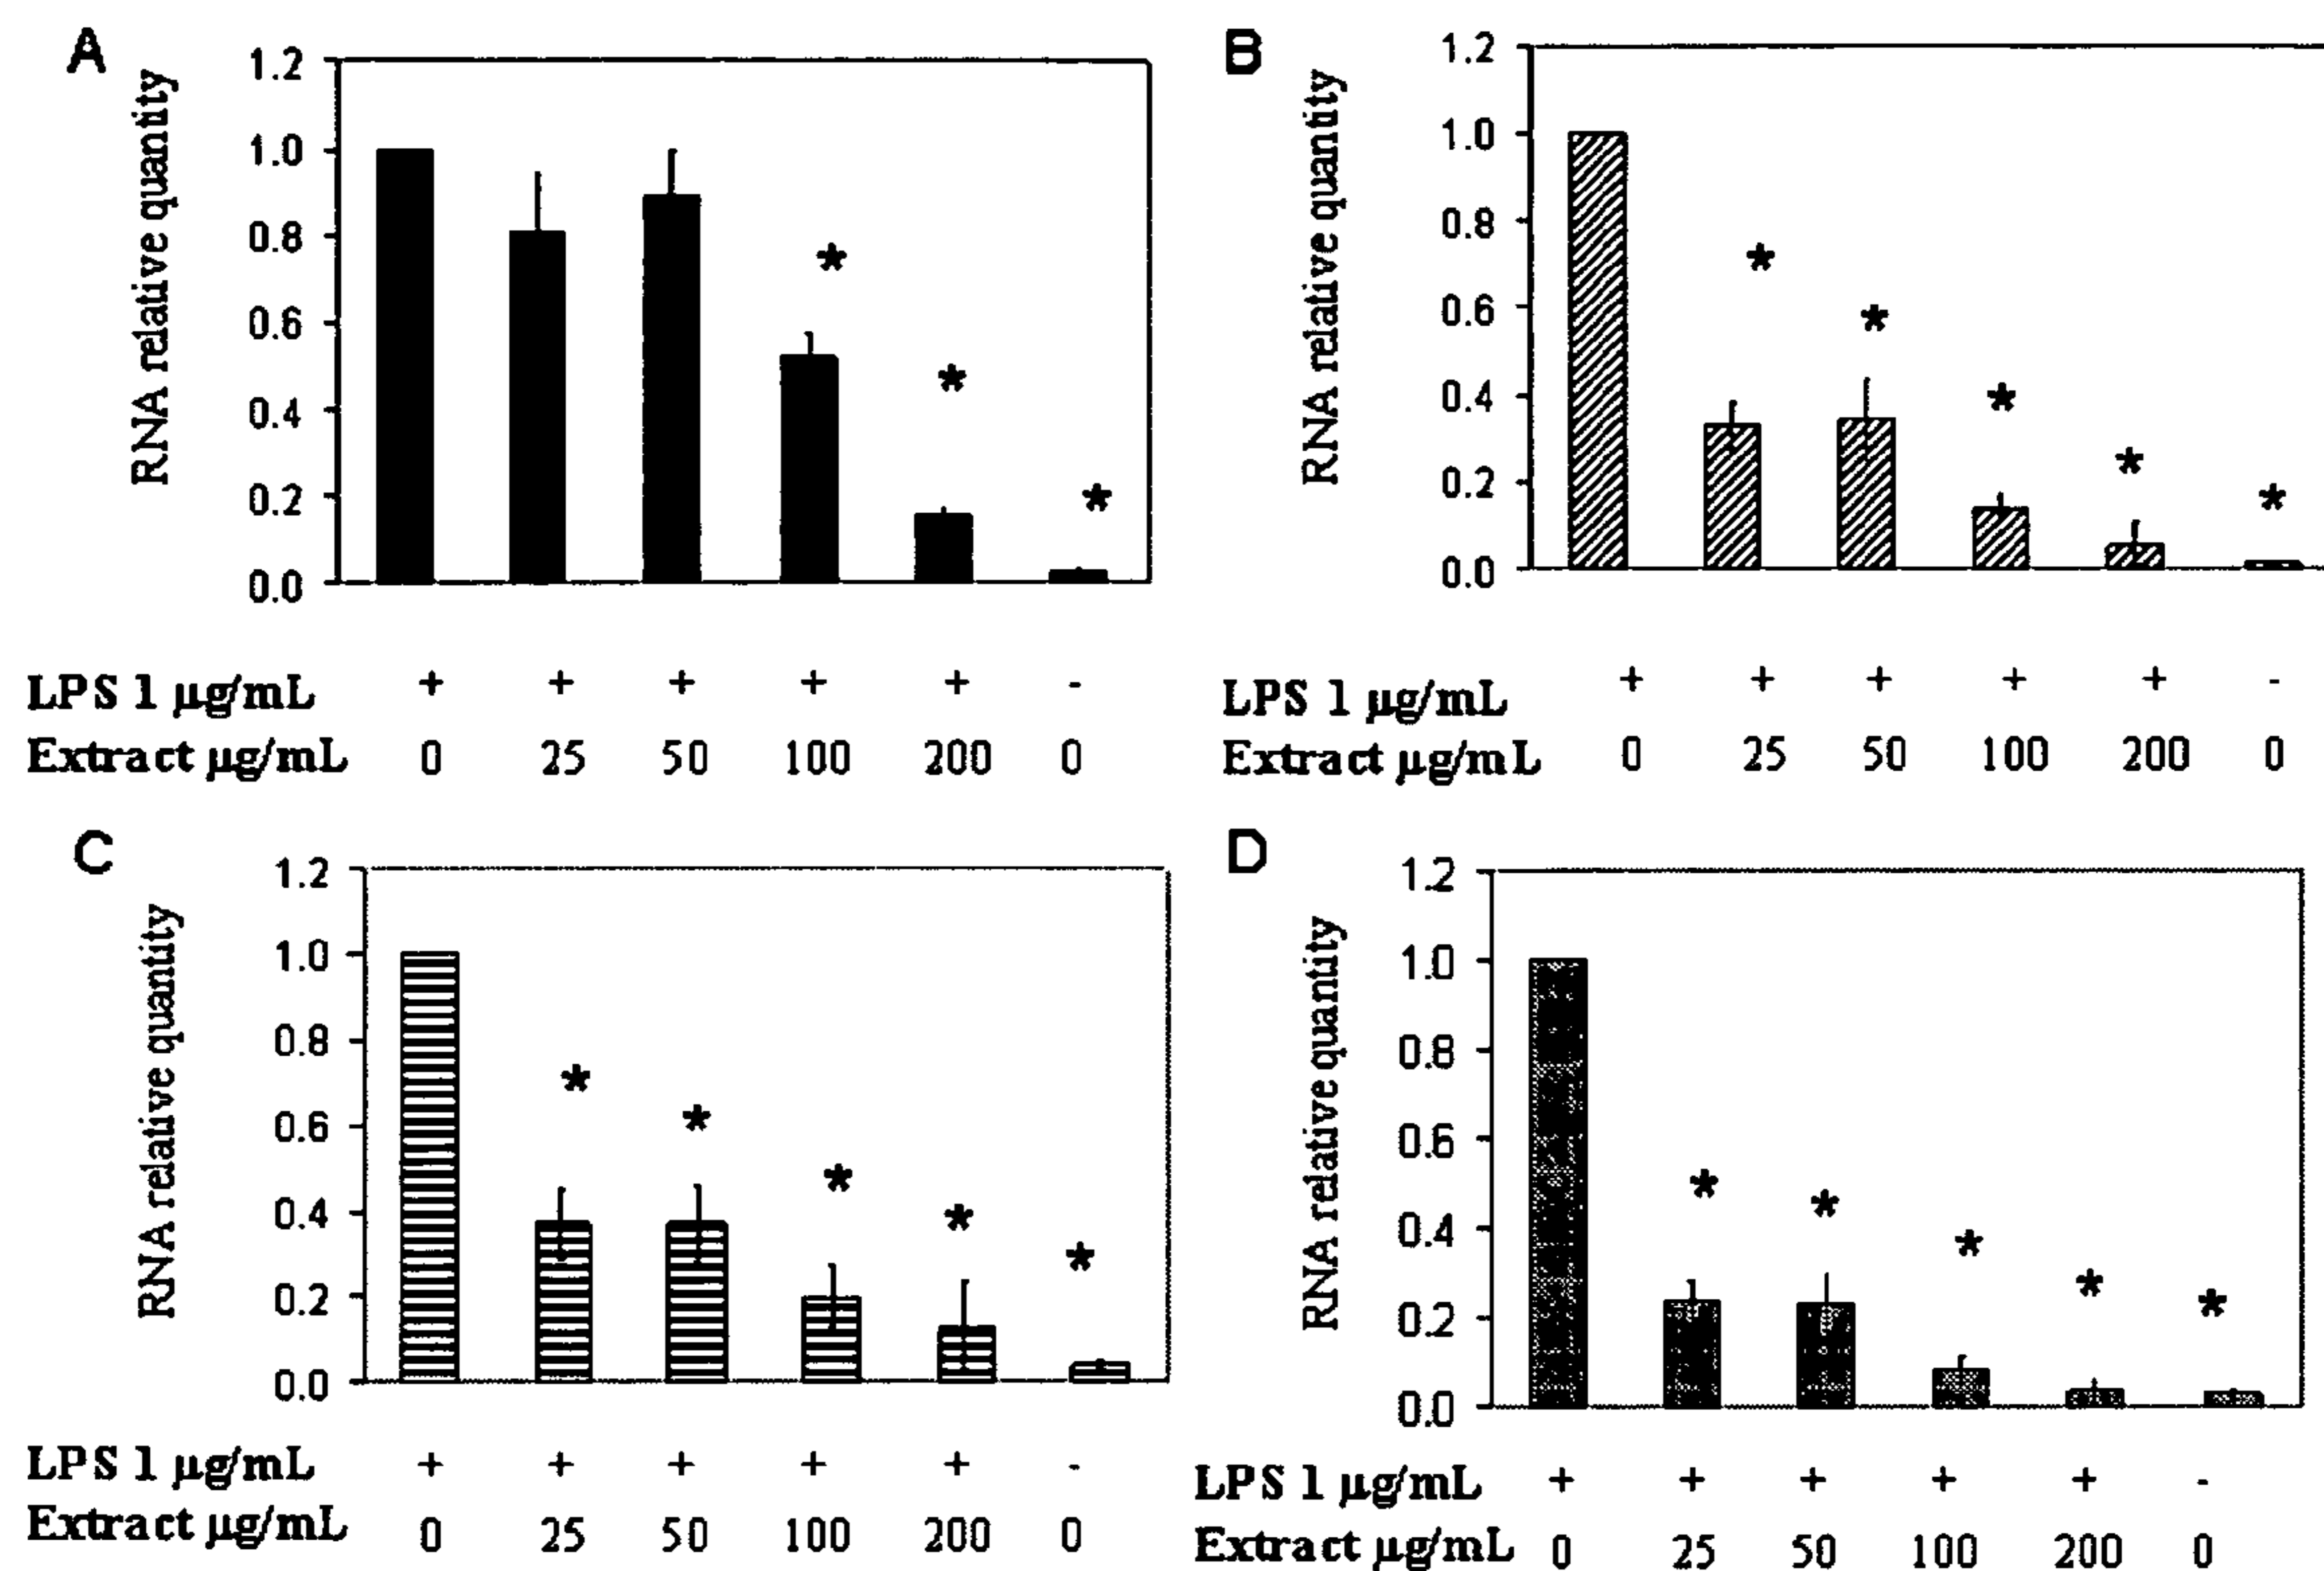 A
RNA relative quantity
1.2
1.0
0.8
0.6
0.4
0.2
0.0
*
*
*
LPS 1 µg/mL + + + + + -
Extract µg/mL 0 25 50 100 200 0
B
RNA relative quantity
1.2
1.0
0.8
0.6
0.4
0.2
0.0
*
*
*
*
*
LPS 1 µg/mL + + + + + -
Extract µg/mL 0 25 50 100 200 0
C
RNA relative quantity
1.2
1.0
0.8
0.6
0.4
0.2
0.0
*
*
*
*
*
LPS 1 µg/mL + + + + + -
Extract µg/mL 0 25 50 100 200 0
D
RNA relative quantity
1.2
1.0
0.8
0.6
0.4
0.2
0.0
*
*
*
*
*
LPS 1 µg/mL + + + + + -
Extract µg/mL 0 25 50 100 200 0